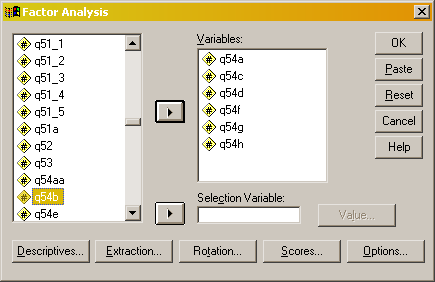 Factor Analysis
q51_1
q51_2
q51_3
q51_4
q51_5
q51a
q52
q53
q54aa
q54b
q54e
Variables:
q54a
q54c
q54d
q54f
q54g
q54h
OK
Paste
Reset
Cancel
Help
Selection Variable:
Value...
Descriptives...
Extraction...
Rotation...
Scores...
Options...